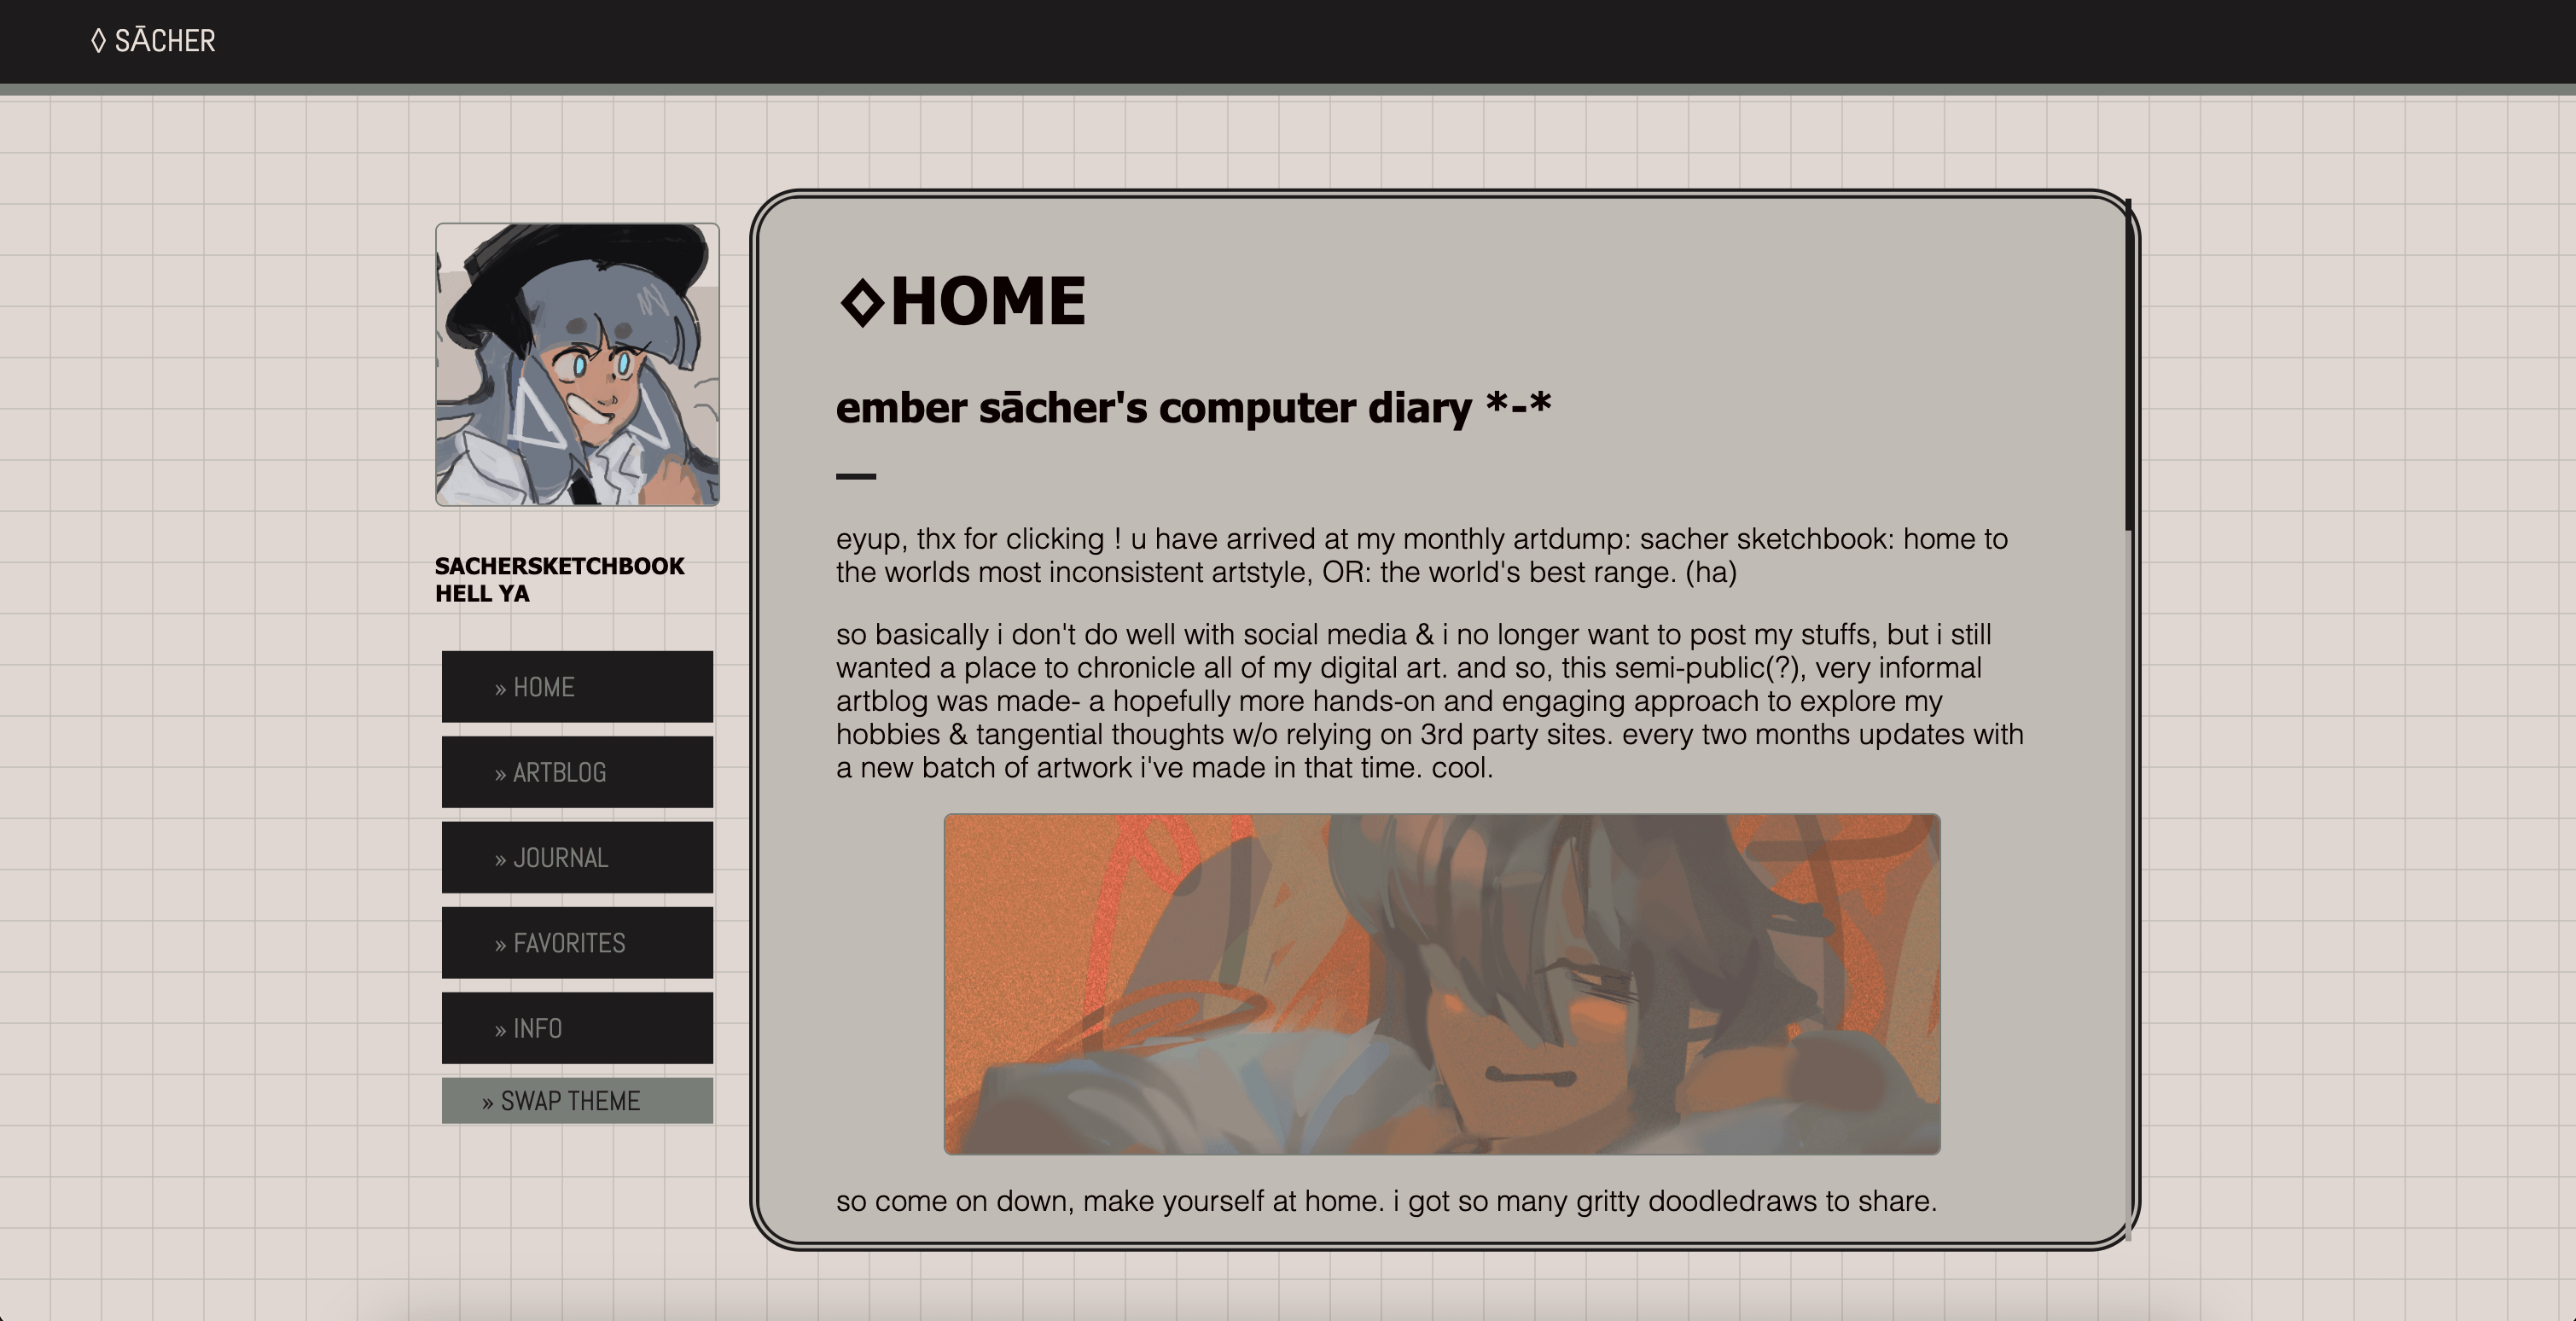 ◊ SĀCHER
SACHERSKETCHBOOK
HELL YA
» HOME
» ARTBLOG
» JOURNAL
» FAVORITES
» INFO
» SWAP THEME
◇HOME
ember sācher's computer diary *-*
eyup, thx for clicking ! u have arrived at my monthly artdump: sacher sketchbook: home to
the worlds most inconsistent artstyle, OR: the world's best range. (ha)
so basically i don't do well with social media & i no longer want to post my stuffs, but i still
wanted a place to chronicle all of my digital art. and so, this semi-public(?), very informal
artblog was made- a hopefully more hands-on and engaging approach to explore my
hobbies & tangential thoughts w/o relying on 3rd party sites. every two months updates with
a new batch of artwork i've made in that time. cool.
so come on down, make yourself at home. i got so many gritty doodledraws to share.